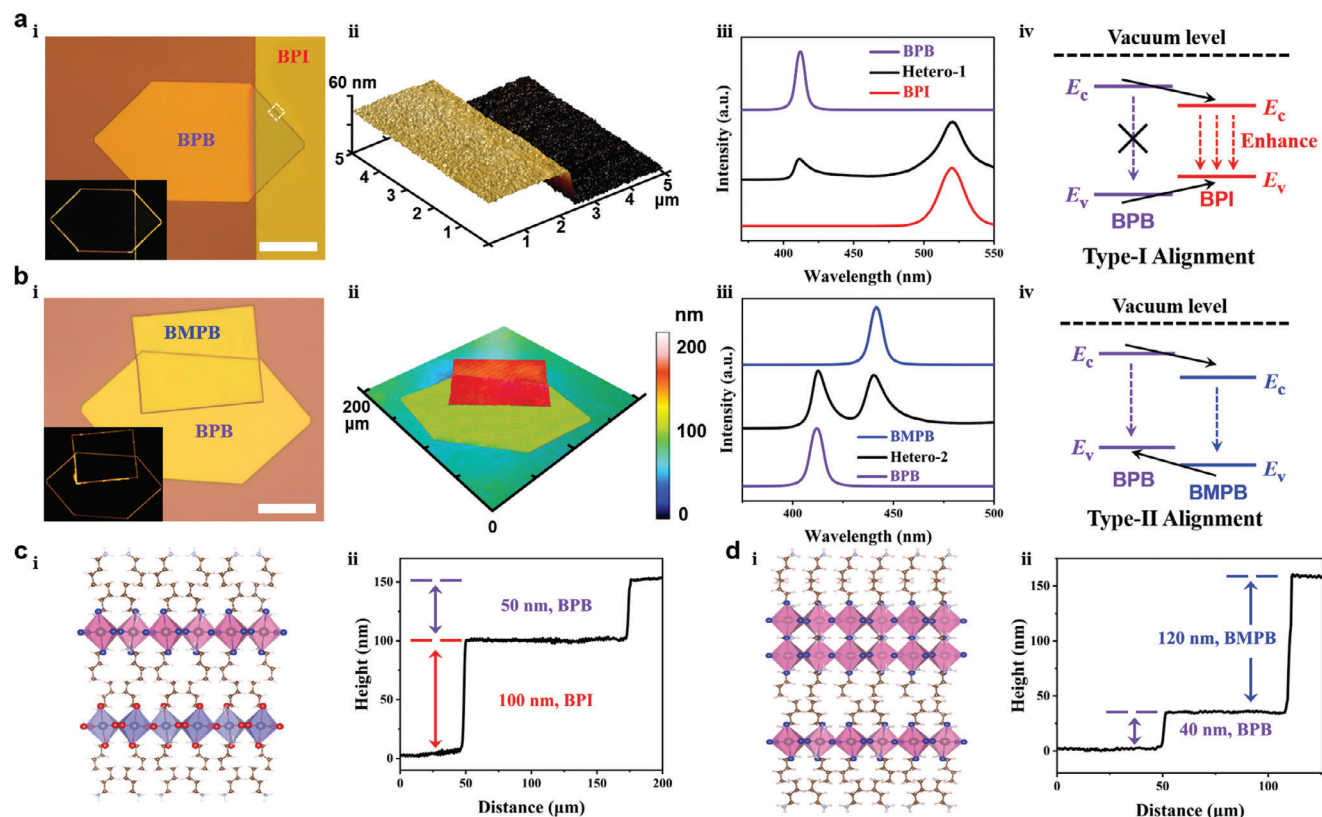 a
i
BPI
BPB
ii
60 nm
5
4
3
2
1
1
2
3
4
5
μm
iii
Intensity (a.u.)
BPB
Hetero-1
BPI
400
450
500
550
Wavelength (nm)
iv
Vacuum level
Ec
Ec
Enhance
Ev
Ev
BPB
BPI
Type-I Alignment
b
i
BMPB
BPB
ii
200
μm
0
nm
200
100
0
iii
Intensity (a.u.)
BMPB
Hetero-2
BPB
400
450
500
Wavelength (nm)
iv
Vacuum level
Ec
Ec
Ev
Ev
BPB
BMPB
Type-II Alignment
c
i
ii
Height (nm)
150
100
50
0
50 nm, BPB
100 nm, BPI
0
50
100
150
200
Distance (μm)
d
i
ii
Height (nm)
150
100
50
0
120 nm, BMPB
40 nm, BPB
0
50
100
Distance (μm)